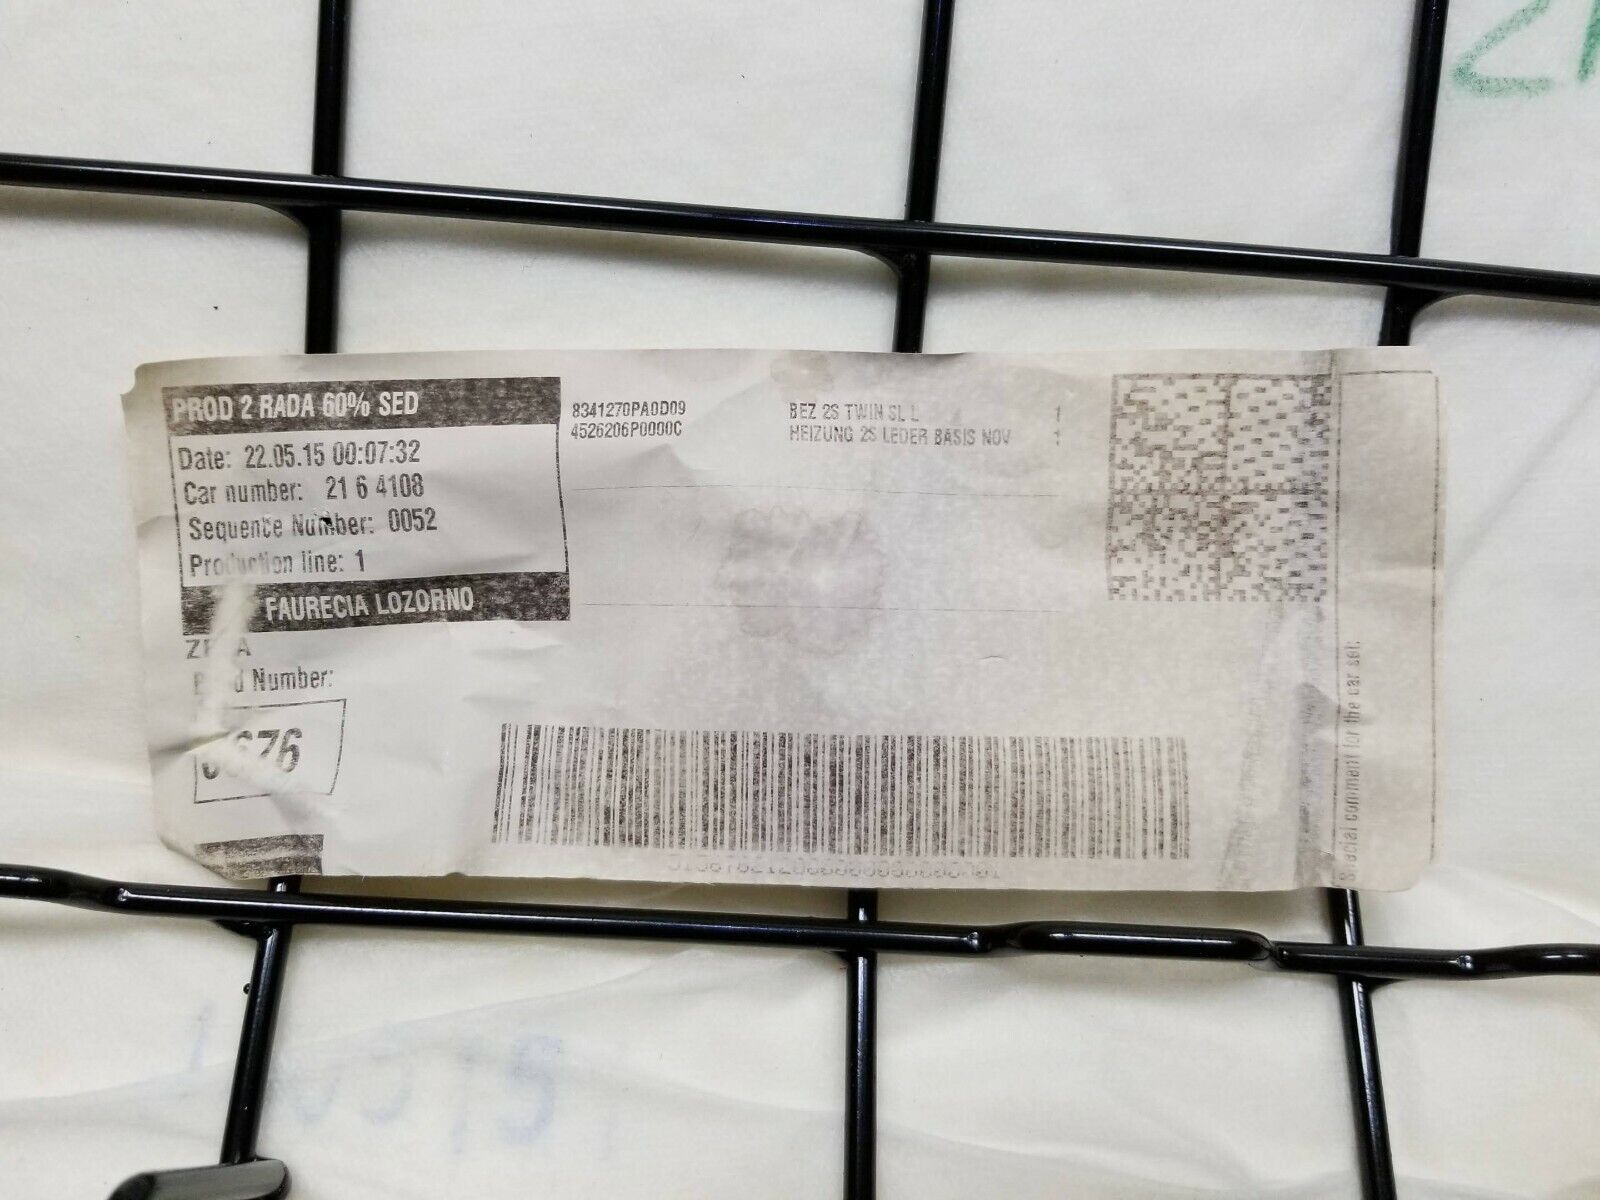 PROD 2 RADA 60% SED
Date: 22.05.15 00:07:32
Car number: 21 6 4108
Sequence Number: 0052
Production line: 1
FAURECIA LOZORNO
Number:
8341270PA0D09 BEZ 2S TWIN SL L 1
4526206P0000C HEIZUNG 2S LEDER BASIS NOV 1
Special comment for the car set: